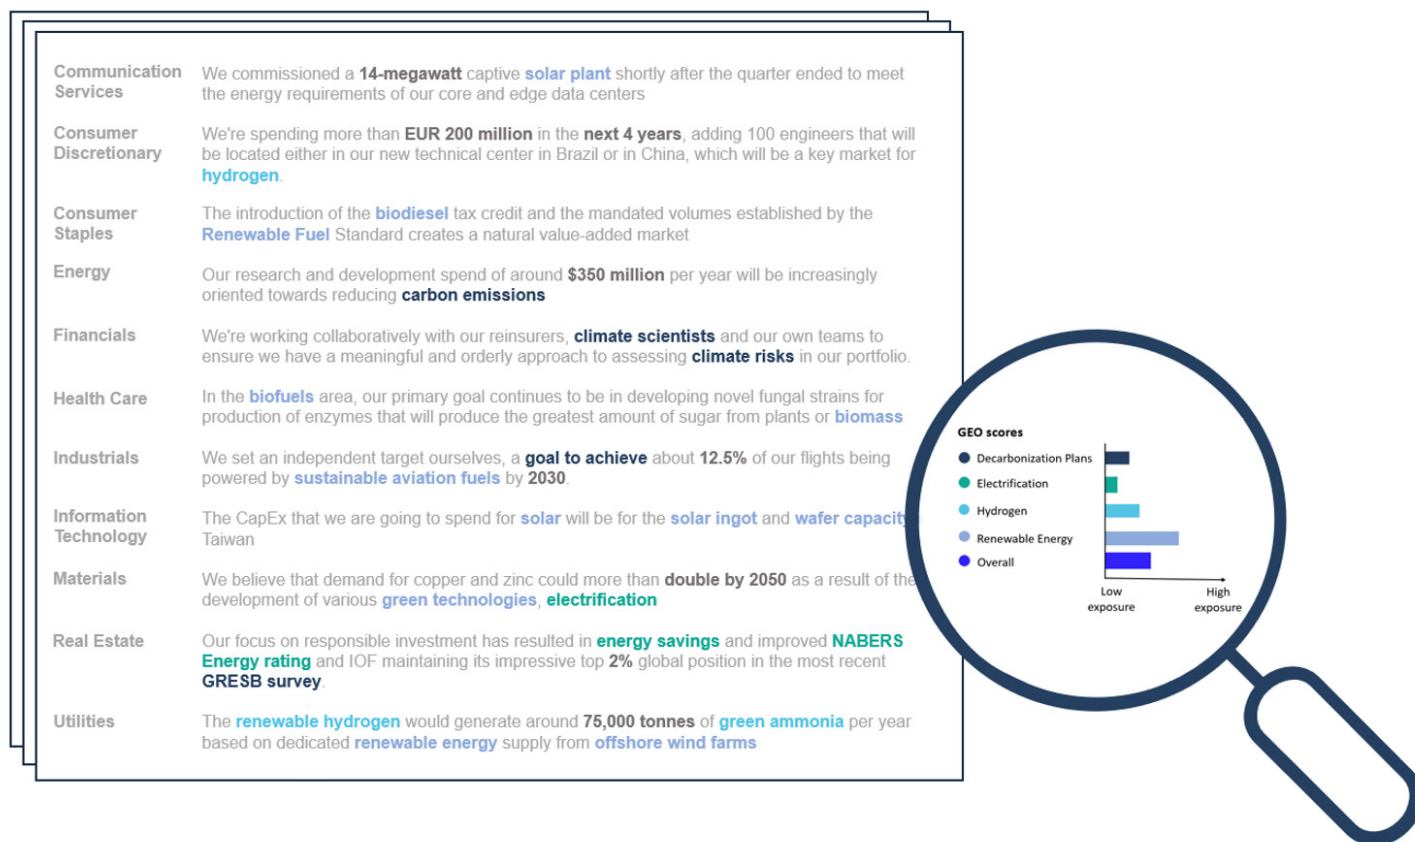 Communication
Services
We commissioned a 14-megawatt captive solar plant shortly after the quarter ended to meet
the energy requirements of our core and edge data centers
Consumer
Discretionary
We're spending more than EUR 200 million in the next 4 years, adding 100 engineers that will
be located either in our new technical center in Brazil or in China, which will be a key market for
hydrogen.
Consumer
Staples
The introduction of the biodiesel tax credit and the mandated volumes established by the
Renewable Fuel Standard creates a natural value-added market
Energy
Our research and development spend of around $350 million per year will be increasingly
oriented towards reducing carbon emissions
Financials
We're working collaboratively with our reinsurers, climate scientists and our own teams to
ensure we have a meaningful and orderly approach to assessing climate risks in our portfolio.
Health Care
In the biofuels area, our primary goal continues to be in developing novel fungal strains for
production of enzymes that will produce the greatest amount of sugar from plants or biomass
Industrials
We set an independent target ourselves, a goal to achieve about 12.5% of our flights being
powered by sustainable aviation fuels by 2030.
Information
Technology
The CapEx that we are going to spend for solar will be for the solar ingot and wafer capacity
Taiwan
Materials
We believe that demand for copper and zinc could more than double by 2050 as a result of the
development of various green technologies, electrification
Real Estate
Our focus on responsible investment has resulted in energy savings and improved NABERS
Energy rating and IOF maintaining its impressive top 2% global position in the most recent
GRESB survey.
Utilities
The renewable hydrogen would generate around 75,000 tonnes of green ammonia per year
based on dedicated renewable energy supply from offshore wind farms
GEO scores
Decarbonization Plans
Electrification
Hydrogen
Renewable Energy
Overall
Low
exposure
High
exposure